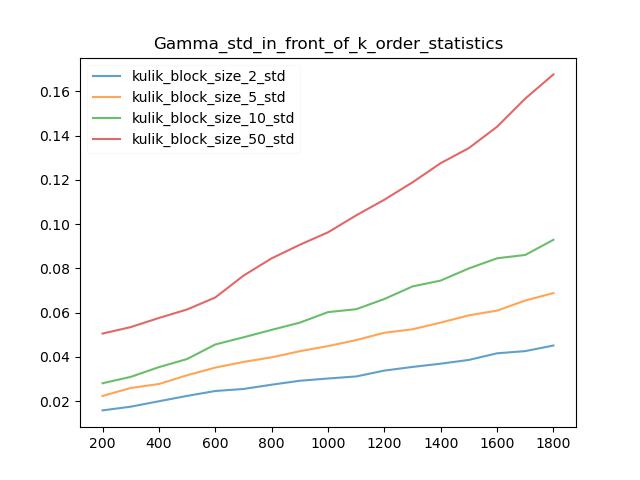 Gamma_std_in_front_of_k_order_statistics
kulik_block_size_2_std
kulik_block_size_5_std
kulik_block_size_10_std
kulik_block_size_50_std
0.16
0.14
0.12
0.10
0.08
0.06
0.04
0.02
200 400 600 800 1000 1200 1400 1600 1800